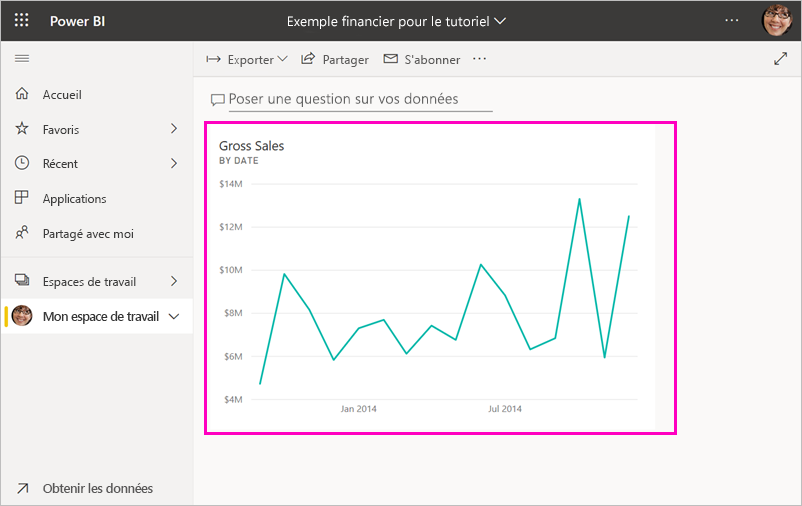 Power BI
Exemple financier pour le tutoriel
Exporter Partager S'abonner
Accueil
Favoris
Récent
Applications
Partagé avec moi
Espaces de travail
Mon espace de travail
Obtenir les données
Poser une question sur vos données
Gross Sales
BY DATE
$14M
$12M
$10M
$8M
$6M
$4M
Jan 2014 Jul 2014